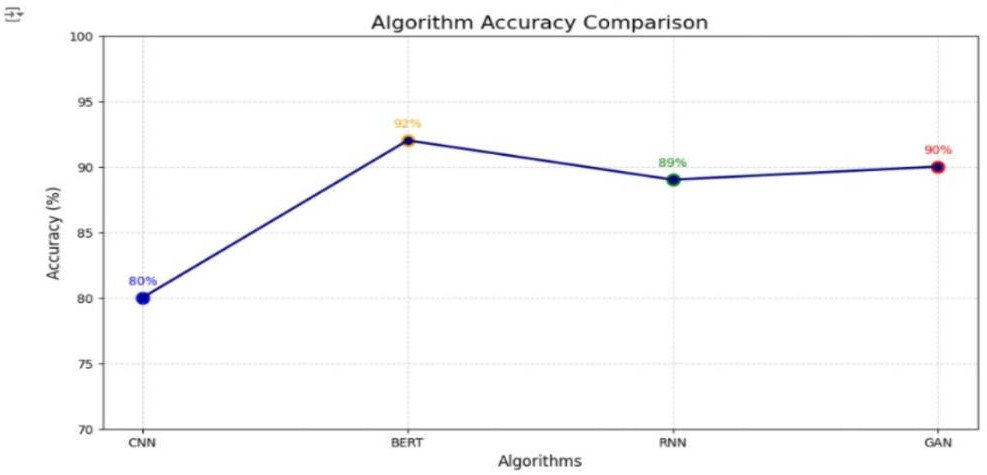 Algorithm Accuracy Comparison
100
95
90
85
80
75
70
Accuracy (%)
80%
92%
89%
90%
CNN BERT RNN GAN
Algorithms